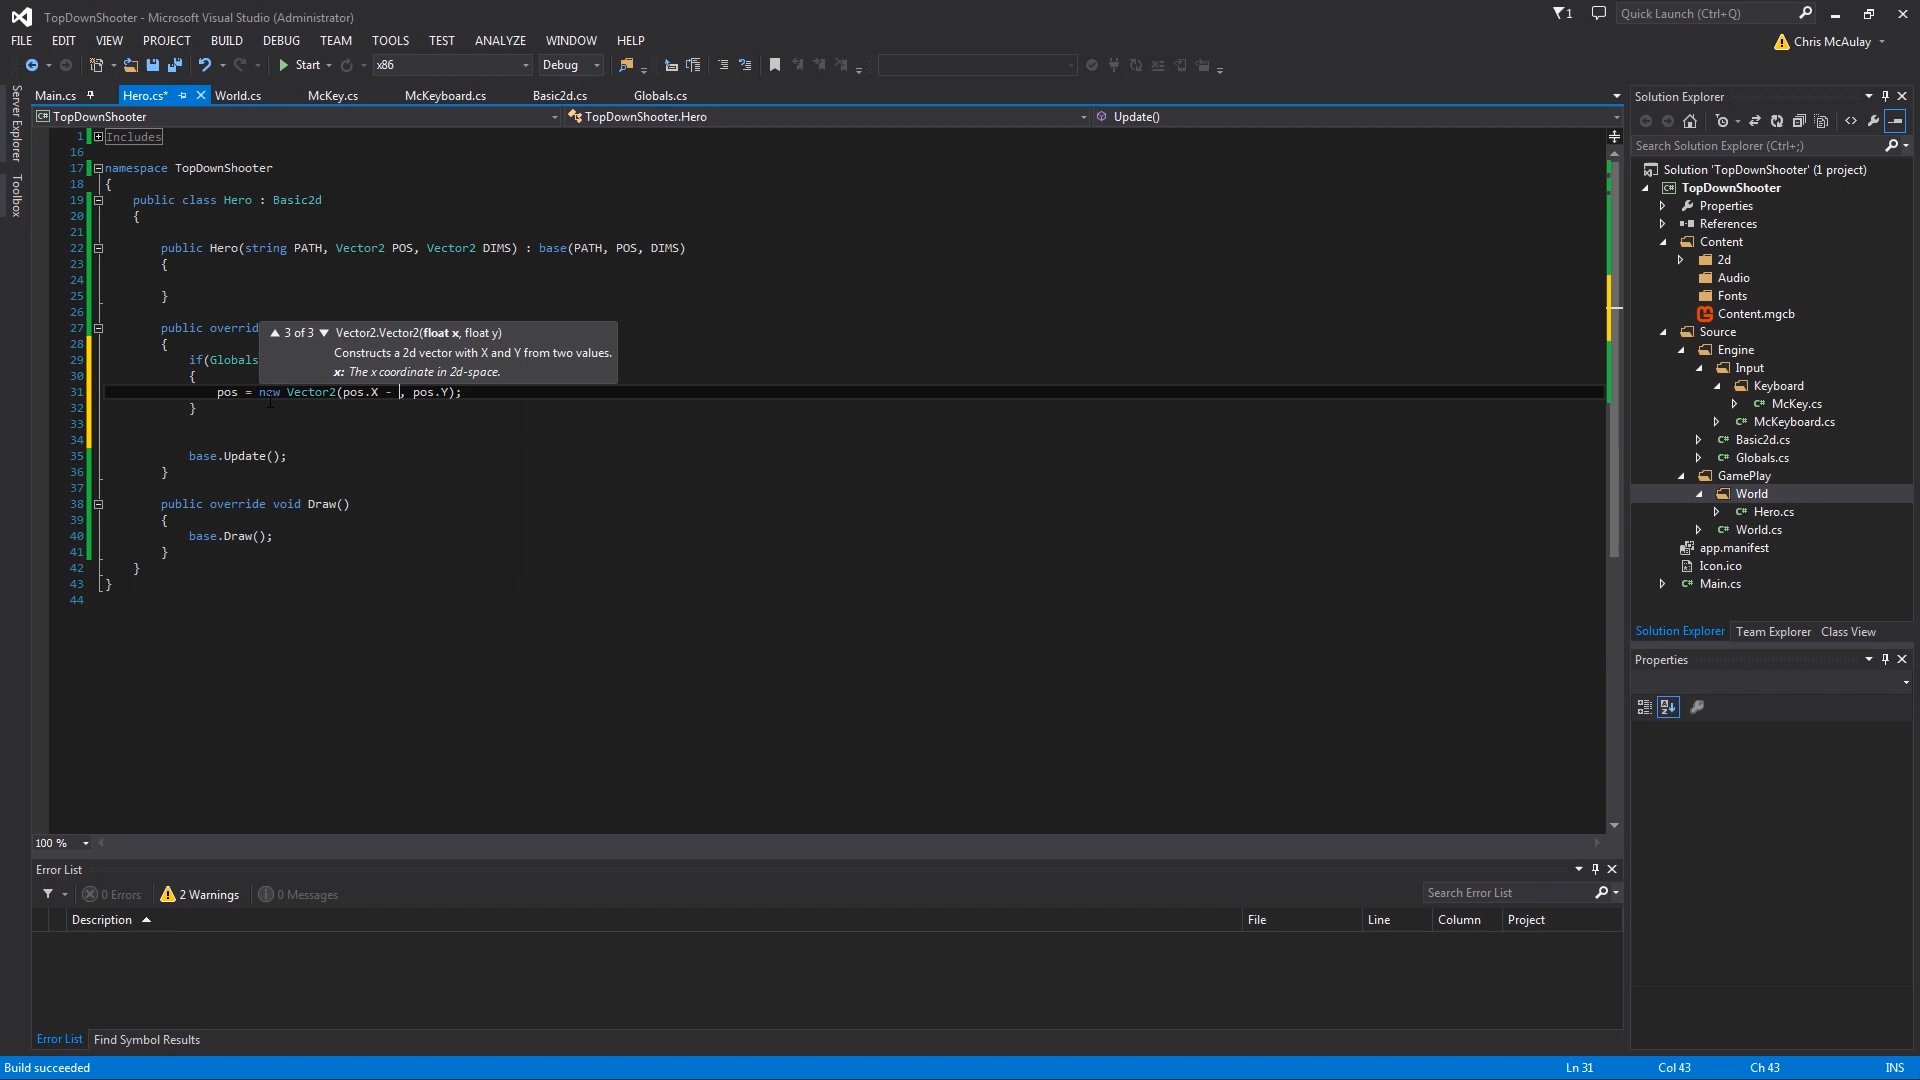 TopDownShooter - Microsoft Visual Studio (Administrator)
1
Quick Launch (Ctrl+Q)
FILE EDIT VIEW PROJECT BUILD DEBUG TEAM TOOLS TEST ANALYZE WINDOW HELP
Chris McAulay
Start x86 Debug
Server Explorer
Toolbox
Main.cs Hero.cs* World.cs McKey.cs McKeyboard.cs Basic2d.cs Globals.cs
TopDownShooter TopDownShooter.Hero Update()
1 Includes
16
17 namespace TopDownShooter
18 {
19 public class Hero : Basic2d
20 {
21
22 public Hero(string PATH, Vector2 POS, Vector2 DIMS) : base(PATH, POS, DIMS)
23 {
24
25 }
26
27 public overrid
28 {
29 if(Globals
30 {
31 pos = new Vector2(pos.X - , pos.Y);
32 }
33
34
35 base.Update();
36 }
37
38 public override void Draw()
39 {
40 base.Draw();
41 }
42 }
43 }
44
3 of 3 Vector2.Vector2(float x, float y)
Constructs a 2d vector with X and Y from two values.
x: The x coordinate in 2d-space.
100 %
Error List
0 Errors 2 Warnings 0 Messages
Search Error List
Description File Line Column Project
Error List Find Symbol Results
Solution Explorer
Search Solution Explorer (Ctrl+;)
Solution 'TopDownShooter' (1 project)
TopDownShooter
Properties
References
Content
2d
Audio
Fonts
Content.mgcb
Source
Engine
Input
Keyboard
C# McKey.cs
C# McKeyboard.cs
C# Basic2d.cs
C# Globals.cs
GamePlay
World
C# Hero.cs
C# World.cs
app.manifest
Icon.ico
C# Main.cs
Solution Explorer Team Explorer Class View
Properties
Build succeeded
Ln 31 Col 43 Ch 43 INS